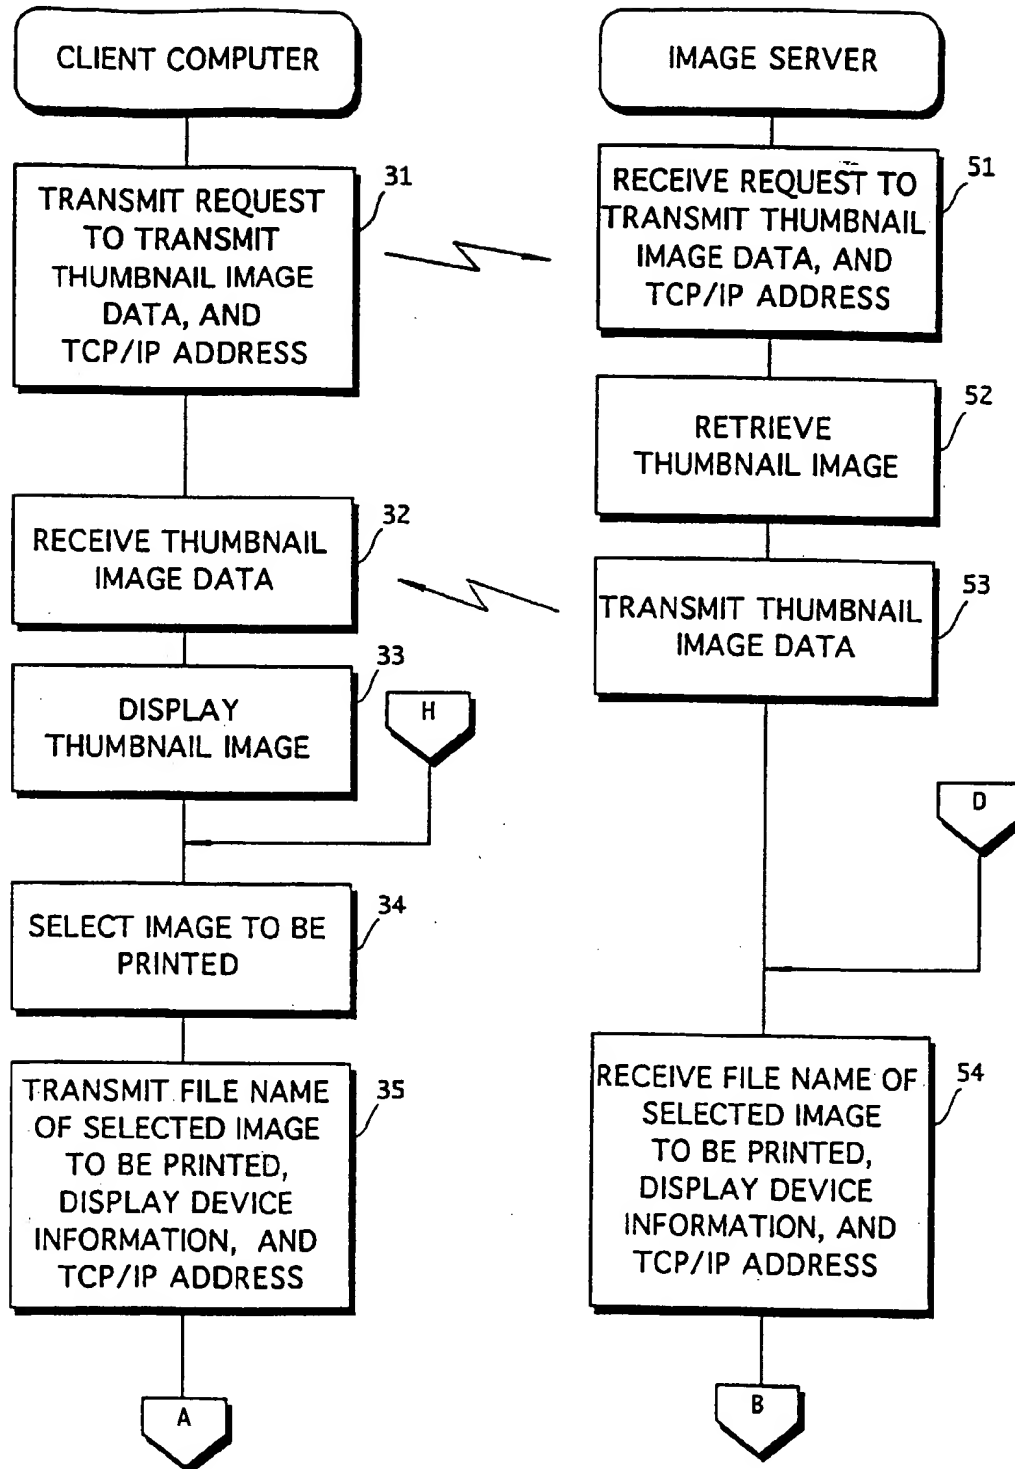 CLIENT COMPUTER
TRANSMIT REQUEST
TO TRANSMIT
THUMBNAIL IMAGE
DATA, AND
TCP/IP ADDRESS
31
RECEIVE THUMBNAIL
IMAGE DATA
32
DISPLAY
THUMBNAIL IMAGE
33
H
SELECT IMAGE TO BE
PRINTED
34
TRANSMIT FILE NAME
OF SELECTED IMAGE
TO BE PRINTED,
DISPLAY DEVICE
INFORMATION, AND
TCP/IP ADDRESS
35
A
IMAGE SERVER
RECEIVE REQUEST TO
TRANSMIT THUMBNAIL
IMAGE DATA, AND
TCP/IP ADDRESS
51
RETRIEVE
THUMBNAIL IMAGE
52
TRANSMIT THUMBNAIL
IMAGE DATA
53
D
RECEIVE FILE NAME OF
SELECTED IMAGE
TO BE PRINTED,
DISPLAY DEVICE
INFORMATION, AND
TCP/IP ADDRESS
54
B